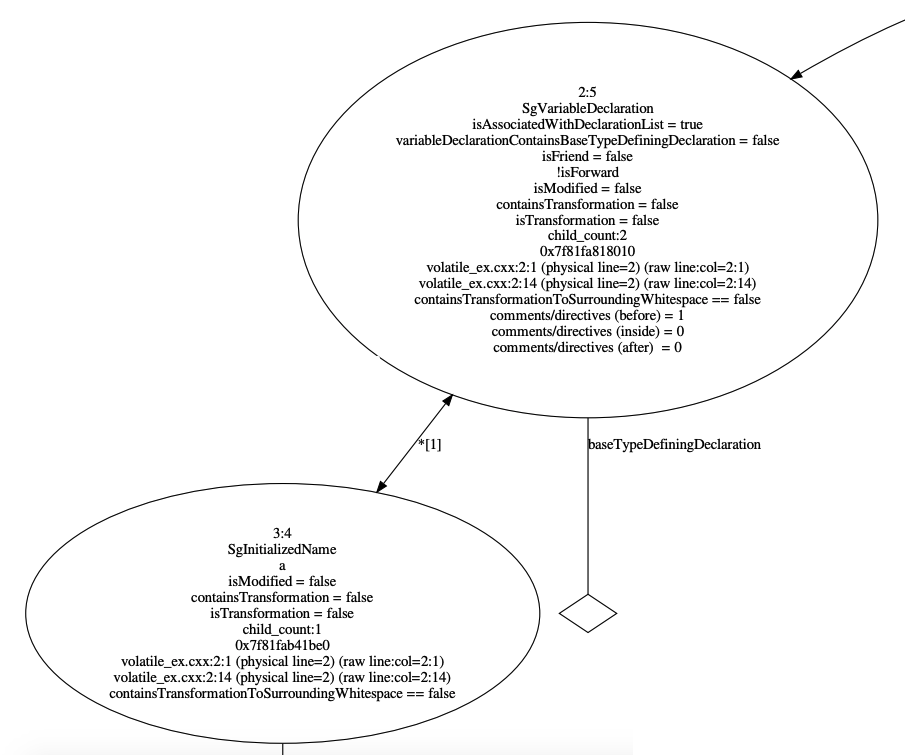 2:5
SgVariableDeclaration
isAssociatedWithDeclarationList = true
variableDeclarationContainsBaseTypeDefiningDeclaration = false
isFriend = false
!isForward
isModified = false
containsTransformation = false
isTransformation = false
child_count:2
0x7f81fa818010
volatile_ex.cxx:2:1 (physical line=2) (raw line:col=2:1)
volatile_ex.cxx:2:14 (physical line=2) (raw line:col=2:14)
containsTransformationToSurroundingWhitespace == false
comments/directives (before) = 1
comments/directives (inside) = 0
comments/directives (after)  = 0
*[1]
baseTypeDefiningDeclaration
3:4
SgInitializedName
a
isModified = false
containsTransformation = false
isTransformation = false
child_count:1
0x7f81fab41be0
volatile_ex.cxx:2:1 (physical line=2) (raw line:col=2:1)
volatile_ex.cxx:2:14 (physical line=2) (raw line:col=2:14)
containsTransformationToSurroundingWhitespace == false